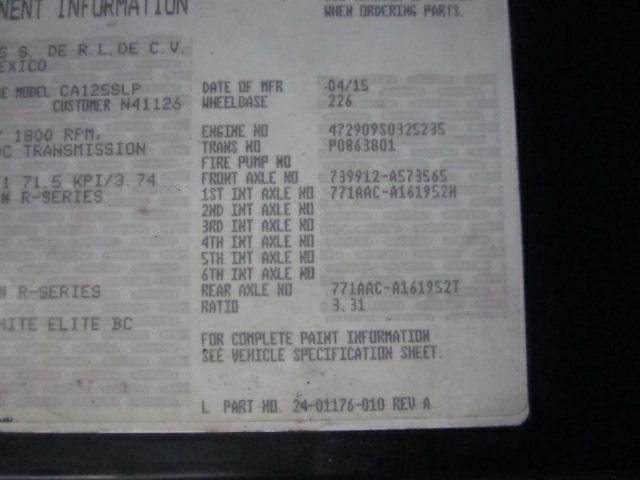 NENT INFORMATION
WHEN ORDERING PARTS.
S S. DE R.L.DE C.V.
EXICO
MODEL CA125SLP
CUSTOMER N41126
DATE OF MFR 04/15
WHEELBASE 226
1800 RPM,
ENGINE NO 472909S0325235
TRANSMISSION
TRANS NO P0863801
FIRE PUMP NO
71.5 KPI/3.74
FRONT AXLE NO 739912-A573565
# R-SERIES
1ST INT AXLE NO 771AAC-A161952H
2ND INT AXLE NO
3RD INT AXLE NO
4TH INT AXLE NO
5TH INT AXLE NO
6TH INT AXLE NO
# R-SERIES
REAR AXLE NO 771AAC-A161952T
RATIO 3.31
HITE ELITE BC
FOR COMPLETE PAINT INFORMATION
SEE VEHICLE SPECIFICATION SHEET.
L PART NO. 24-01176-010 REV A